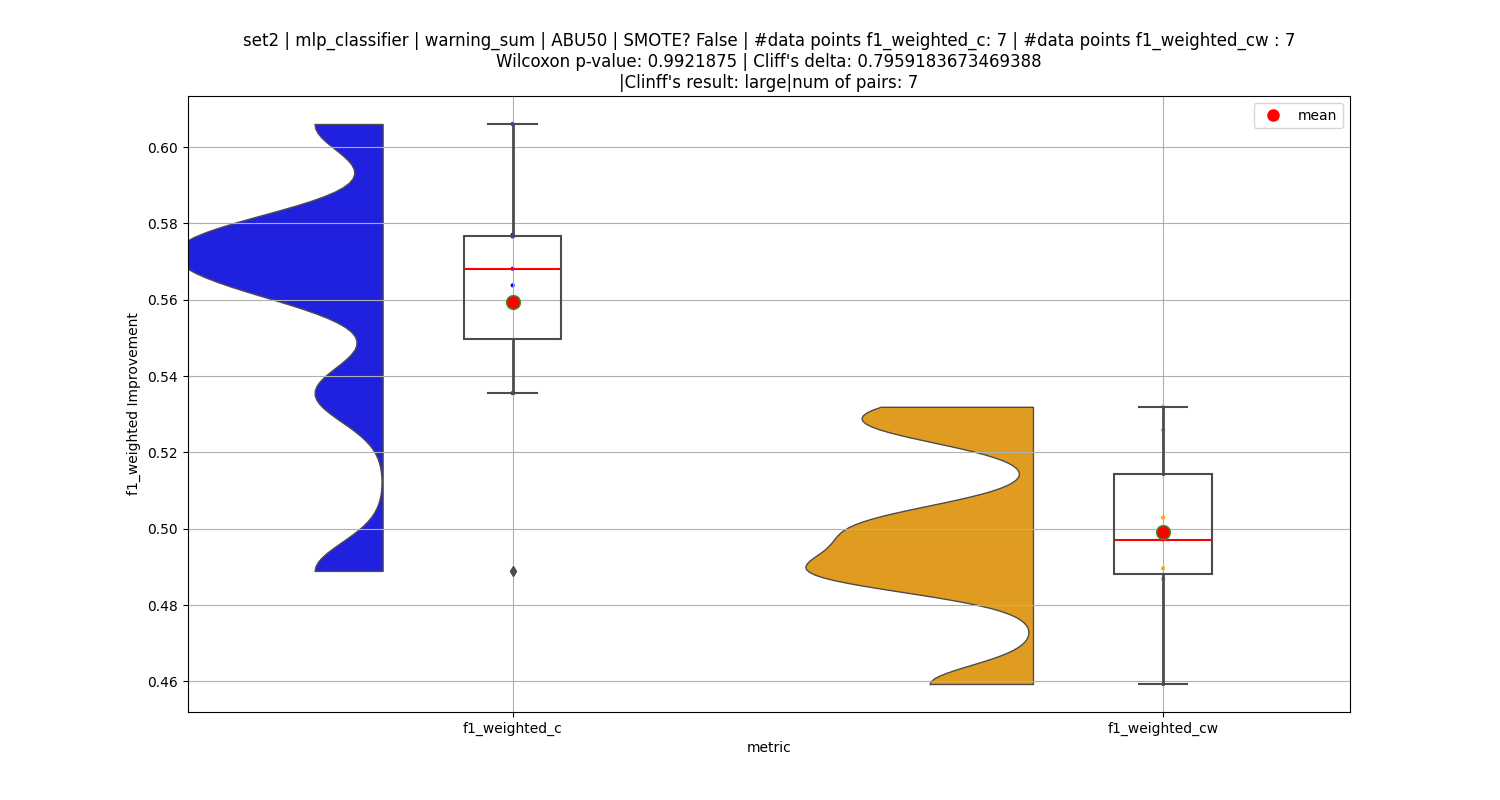 set2 | mlp_classifier | warning_sum | ABU50 | SMOTE? False | #data points f1_weighted_c: 7 | #data points f1_weighted_cw : 7
Wilcoxon p-value: 0.9921875 | Cliff's delta: 0.7959183673469388
|Clinff's result: large|num of pairs: 7
mean
0.60
0.58
0.56
0.54
0.52
0.50
0.48
0.46
f1_weighted Improvement
f1_weighted_c
f1_weighted_cw
metric